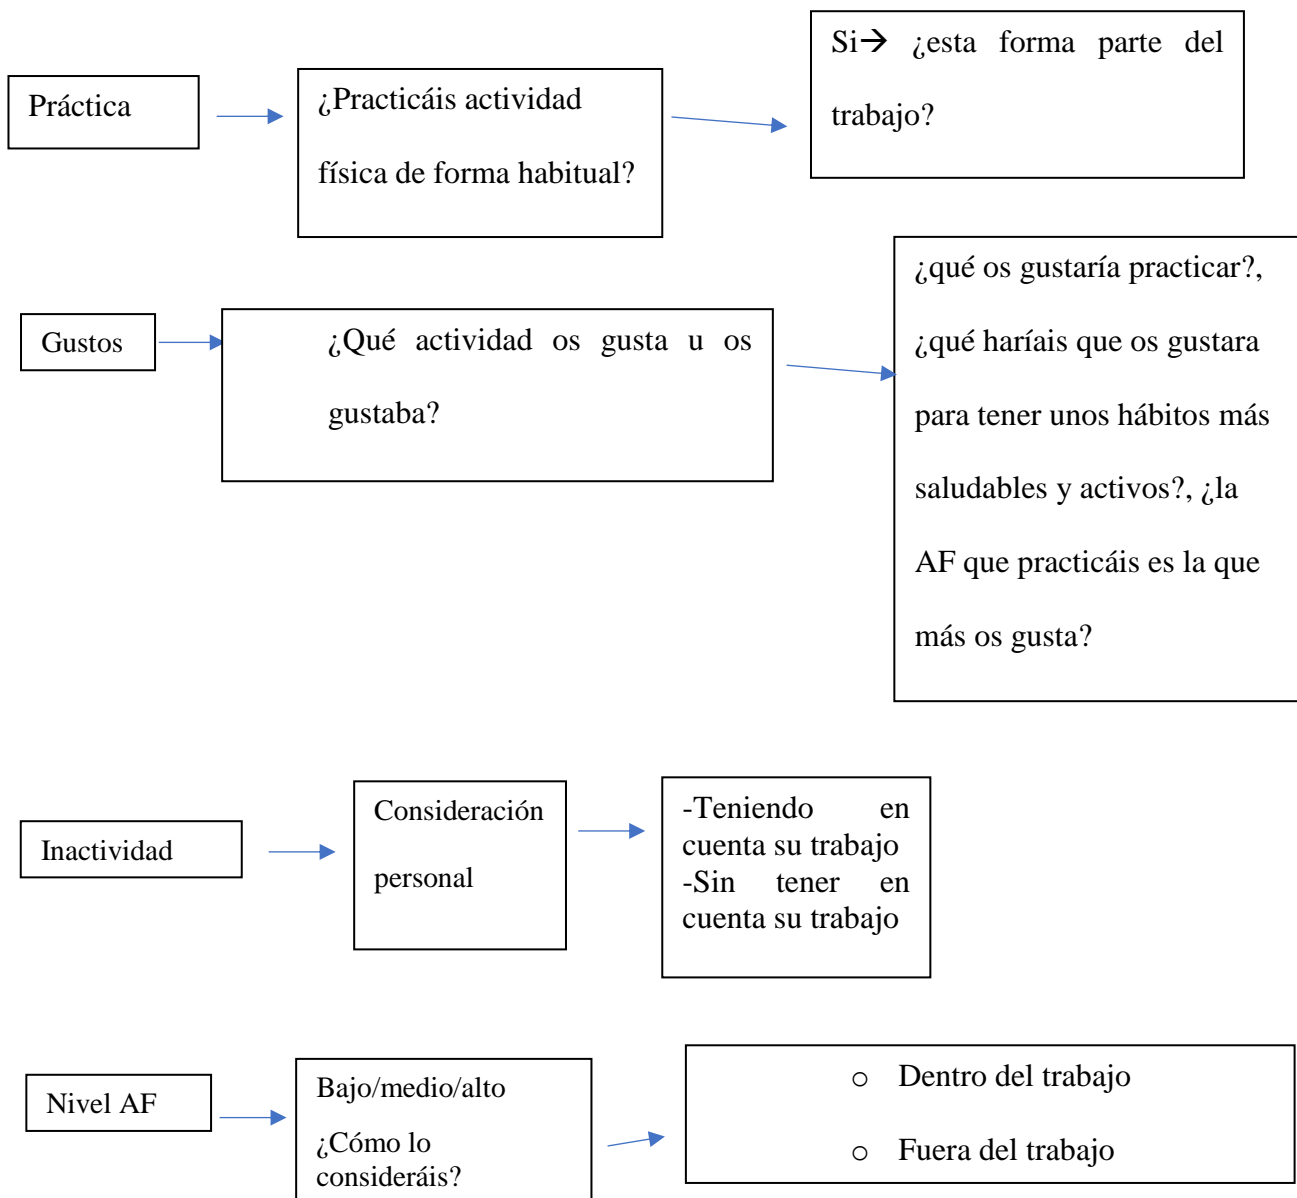 Práctica
¿Practicáis actividad
física de forma habitual?
Si→ ¿esta forma parte del
trabajo?
Gustos
¿Qué actividad os gusta u os
gustaba?
¿qué os gustaría practicar?,
¿qué haríais que os gustara
para tener unos hábitos más
saludables y activos?, ¿la
AF que practicáis es la que
más os gusta?
Inactividad
Consideración
personal
-Teniendo en
cuenta su trabajo
-Sin tener en
cuenta su trabajo
Nivel AF
Bajo/medio/alto
¿Cómo lo
consideráis?
o Dentro del trabajo
o Fuera del trabajo